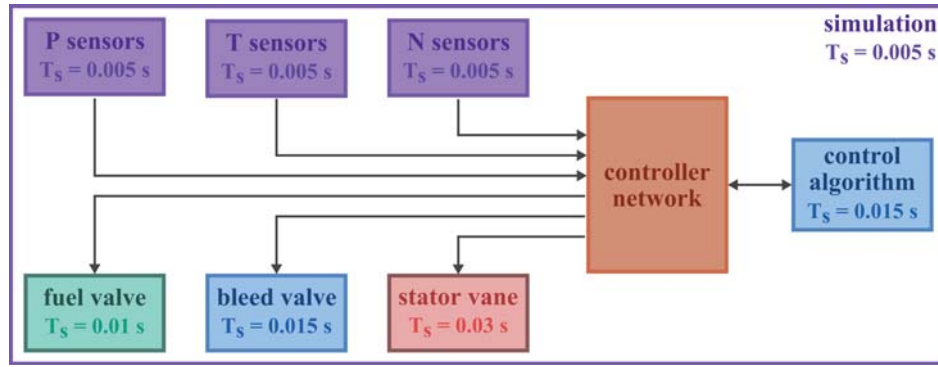 P sensors
Tₛ = 0.005 s
T sensors
Tₛ = 0.005 s
N sensors
Tₛ = 0.005 s
simulation
Tₛ = 0.005 s
controller
network
control
algorithm
Tₛ = 0.015 s
fuel valve
Tₛ = 0.01 s
bleed valve
Tₛ = 0.015 s
stator vane
Tₛ = 0.03 s